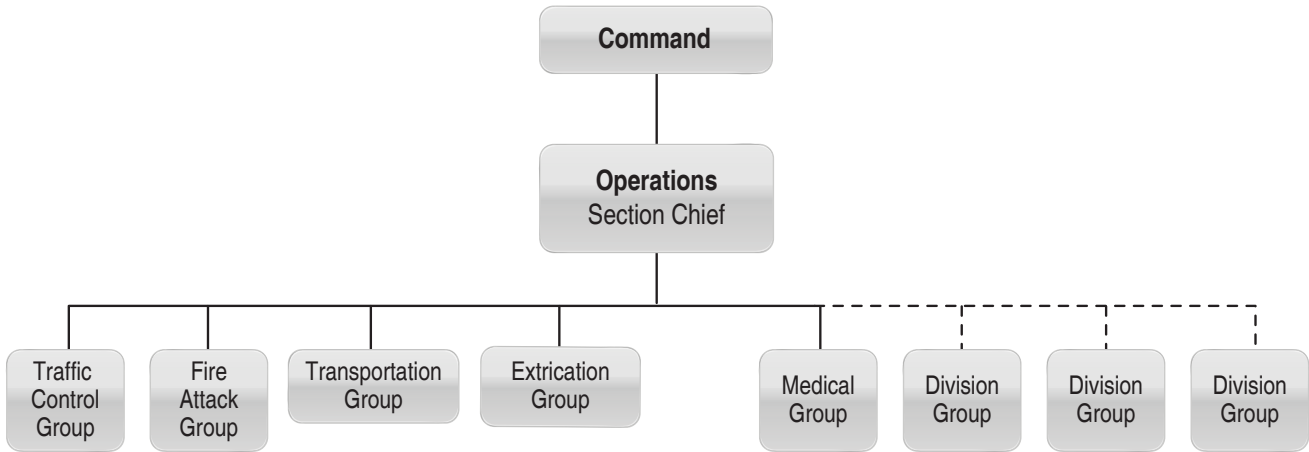 Command
Operations
Section Chief
Traffic
Control
Group
Fire
Attack
Group
Transportation
Group
Extrication
Group
Medical
Group
Division
Group
Division
Group
Division
Group